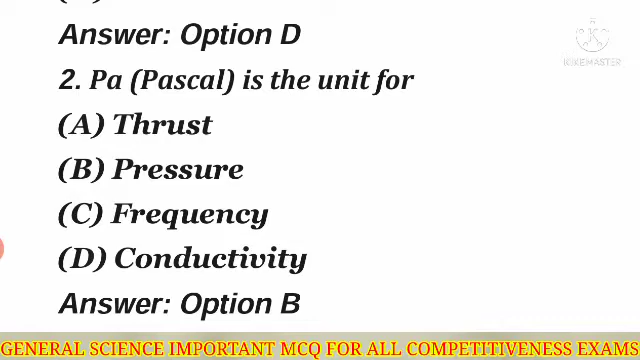 Answer: Option D
2. Pa (Pascal) is the unit for
(A) Thrust
(B) Pressure
(C) Frequency
(D) Conductivity
Answer: Option B
KINEMASTER
GENERAL SCIENCE IMPORTANT MCQ FOR ALL COMPETITIVENESS EXAMS